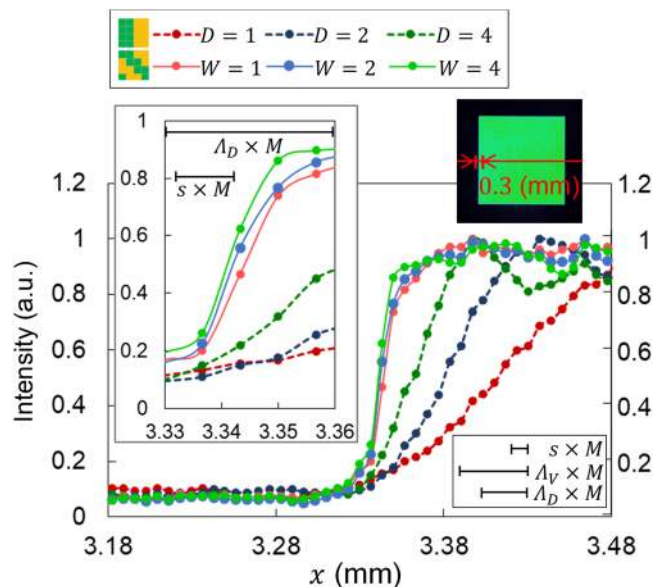 D = 1 D = 2 D = 4
W = 1 W = 2 W = 4
1
0.8
0.6
0.4
0.2
0
3.33 3.34 3.35 3.36
Λ_D × M
s × M
0.3 (mm)
1.2
1
0.8
0.6
0.4
0.2
0
Intensity (a.u.)
1.2
1
0.8
0.6
0.4
0.2
s × M
Λ_V × M
Λ_D × M
3.18 3.28 3.38 3.48
x (mm)